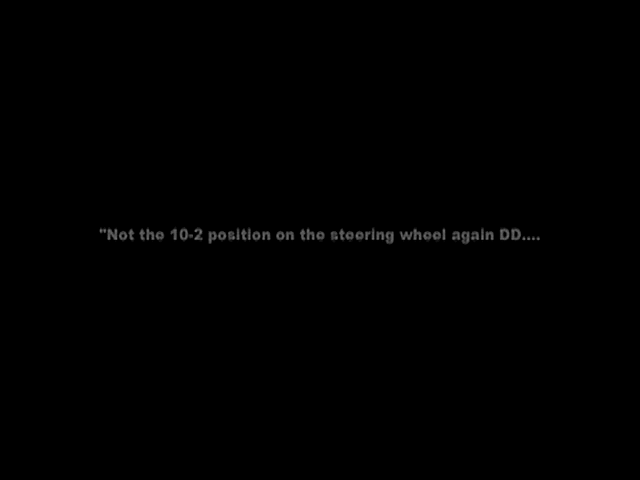 "Not the 10-2 position on the steering wheel again DD....